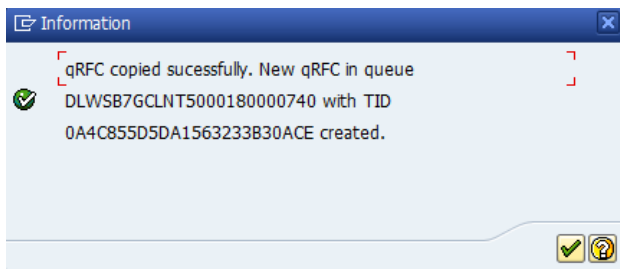 Information
qRFC copied sucessfully. New qRFC in queue
DLWSB7GCLNT5000180000740 with TID
0A4C855D5DA1563233B30ACE created.